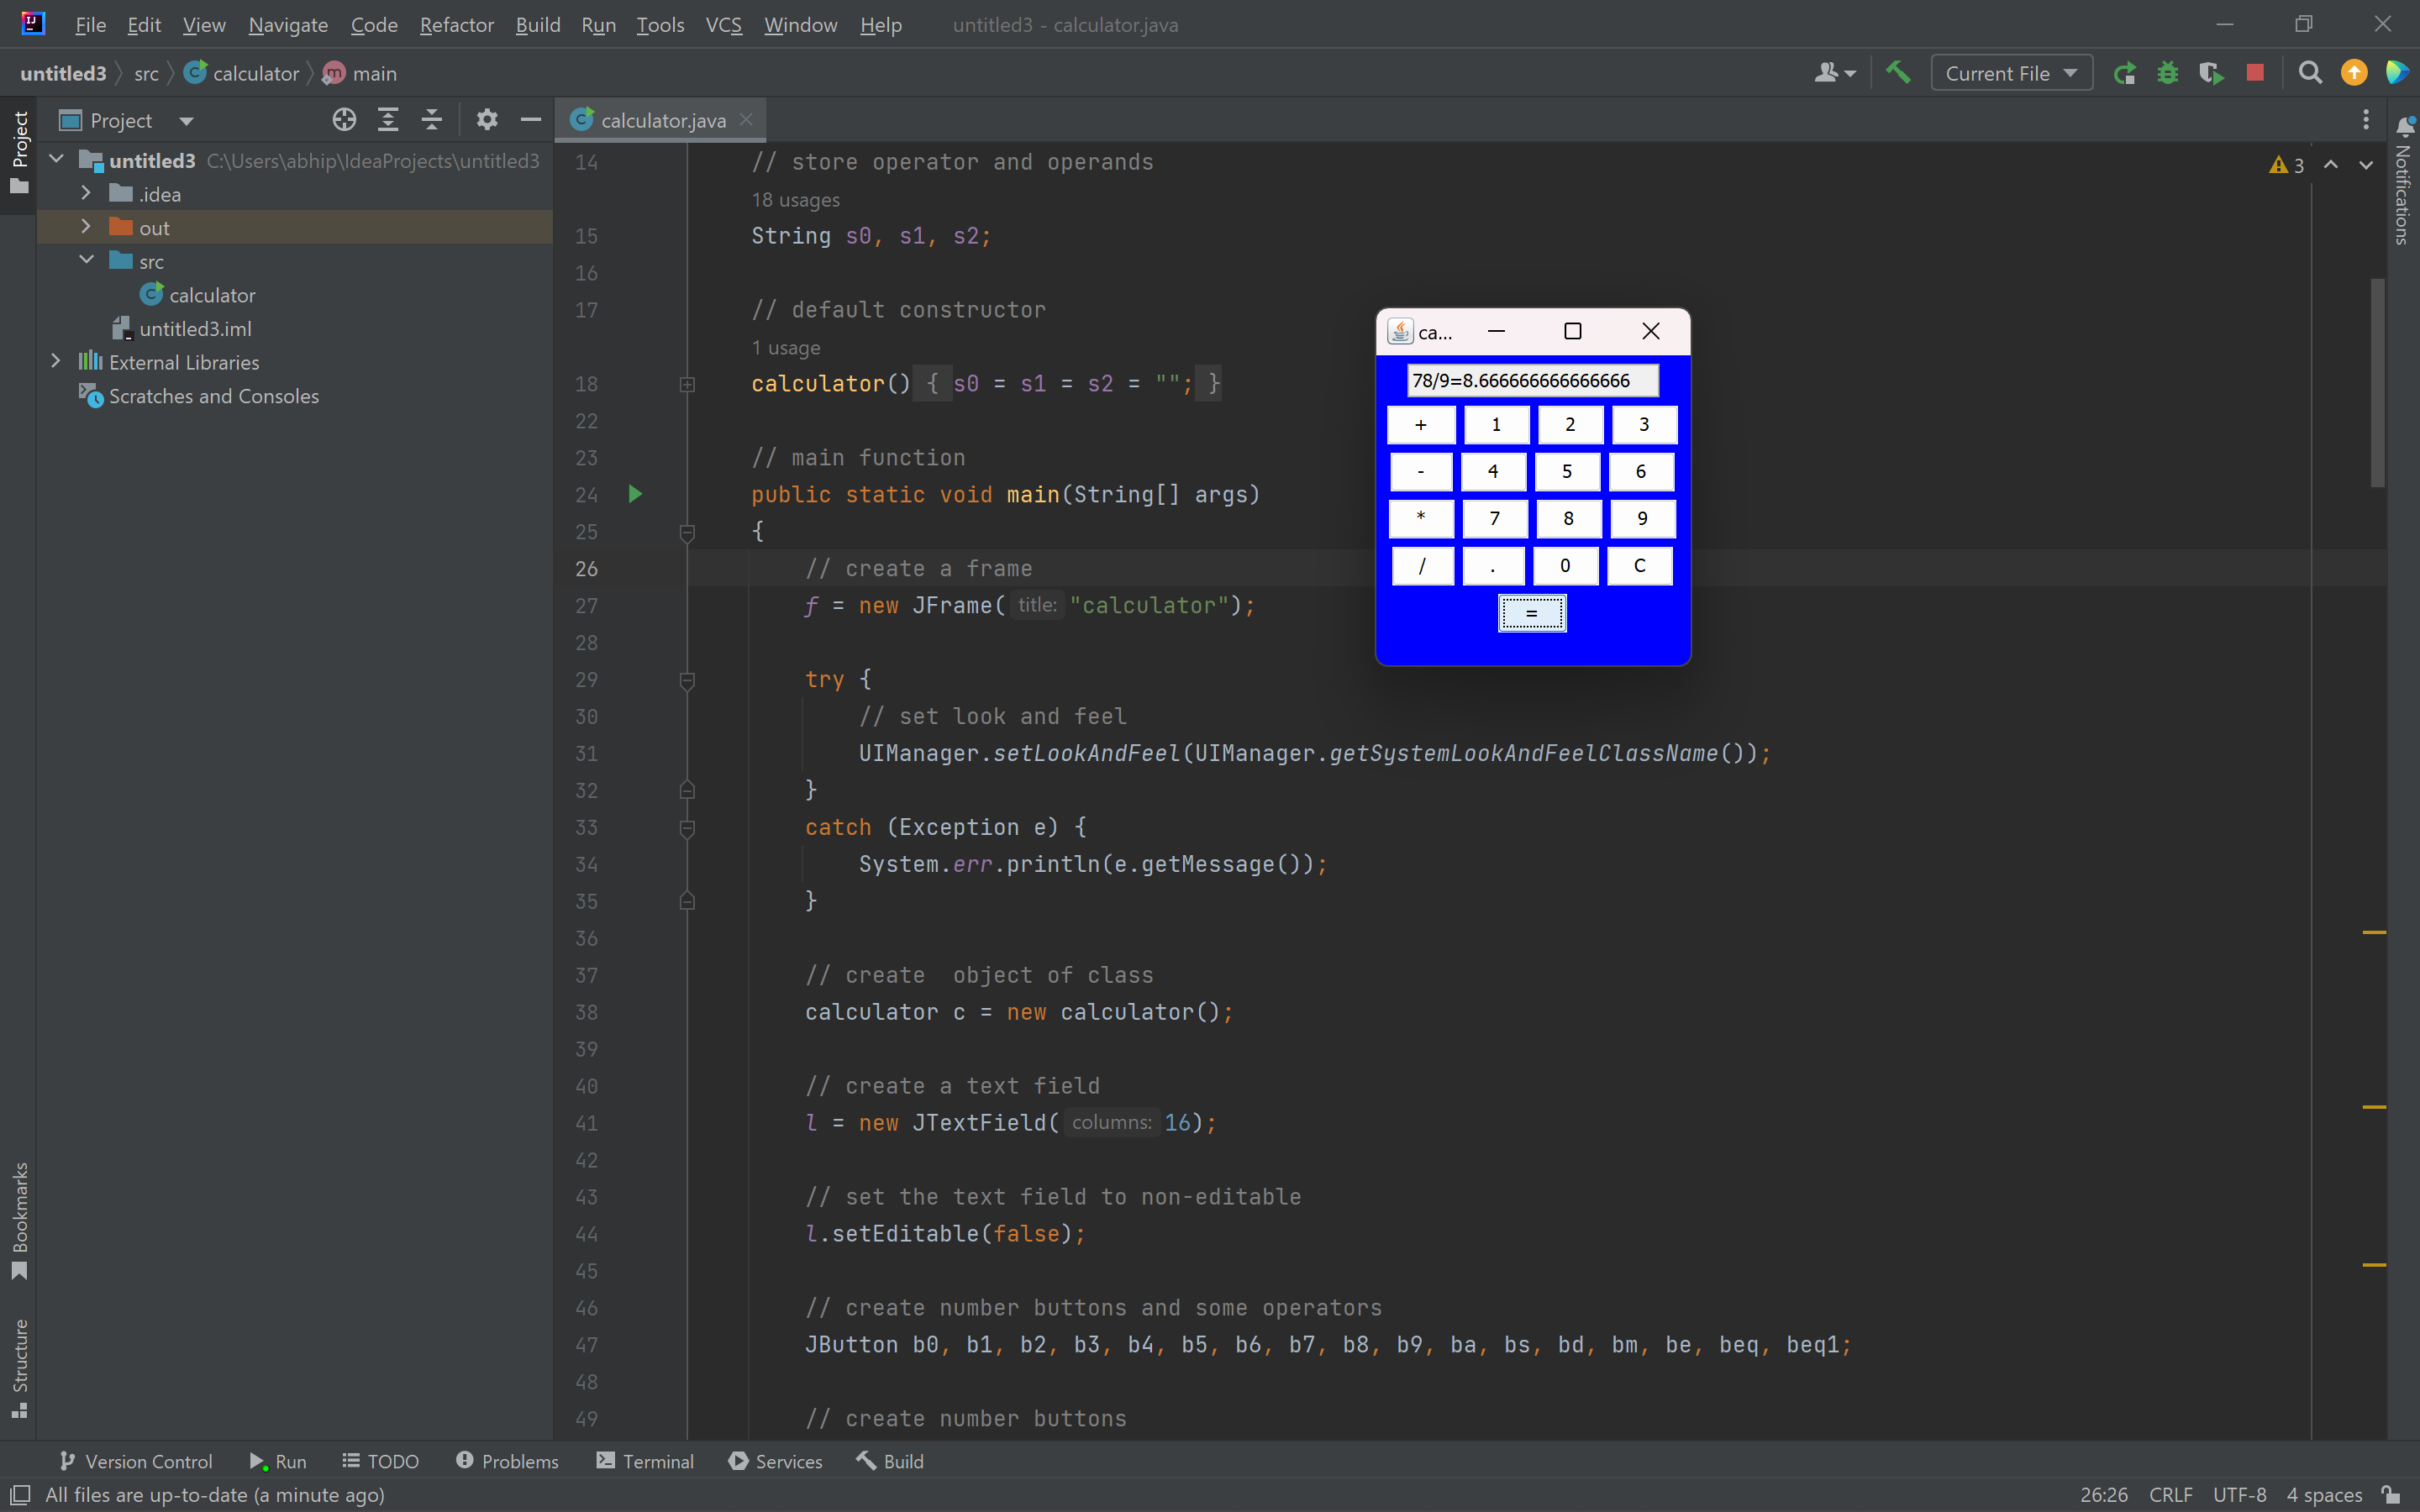 File Edit View Navigate Code Refactor Build Run Tools VCS Window Help untitled3 - calculator.java
untitled3 src calculator main Current File
Project
Project
calculator.java
untitled3 C:\Users\abhip\IdeaProjects\untitled3
.idea
out
src
calculator
untitled3.iml
External Libraries
Scratches and Consoles
Bookmarks
Structure
14 // store operator and operands
18 usages
15 String s0, s1, s2;
16
17 // default constructor
1 usage
18 calculator() { s0 = s1 = s2 = ""; }
22
23 // main function
24 public static void main(String[] args)
25 {
26 // create a frame
27 f = new JFrame( title: "calculator");
28
29 try {
30 // set look and feel
31 UIManager.setLookAndFeel(UIManager.getSystemLookAndFeelClassName());
32 }
33 catch (Exception e) {
34 System.err.println(e.getMessage());
35 }
36
37 // create  object of class
38 calculator c = new calculator();
39
40 // create a text field
41 l = new JTextField( columns: 16);
42
43 // set the text field to non-editable
44 l.setEditable(false);
45
46 // create number buttons and some operators
47 JButton b0, b1, b2, b3, b4, b5, b6, b7, b8, b9, ba, bs, bd, bm, be, beq, beq1;
48
49 // create number buttons
3
Notifications
ca...
78/9=8.666666666666666
+ 1 2 3
- 4 5 6
* 7 8 9
/ . 0 C
=
Version Control Run TODO Problems Terminal Services Build
All files are up-to-date (a minute ago) 26:26 CRLF UTF-8 4 spaces